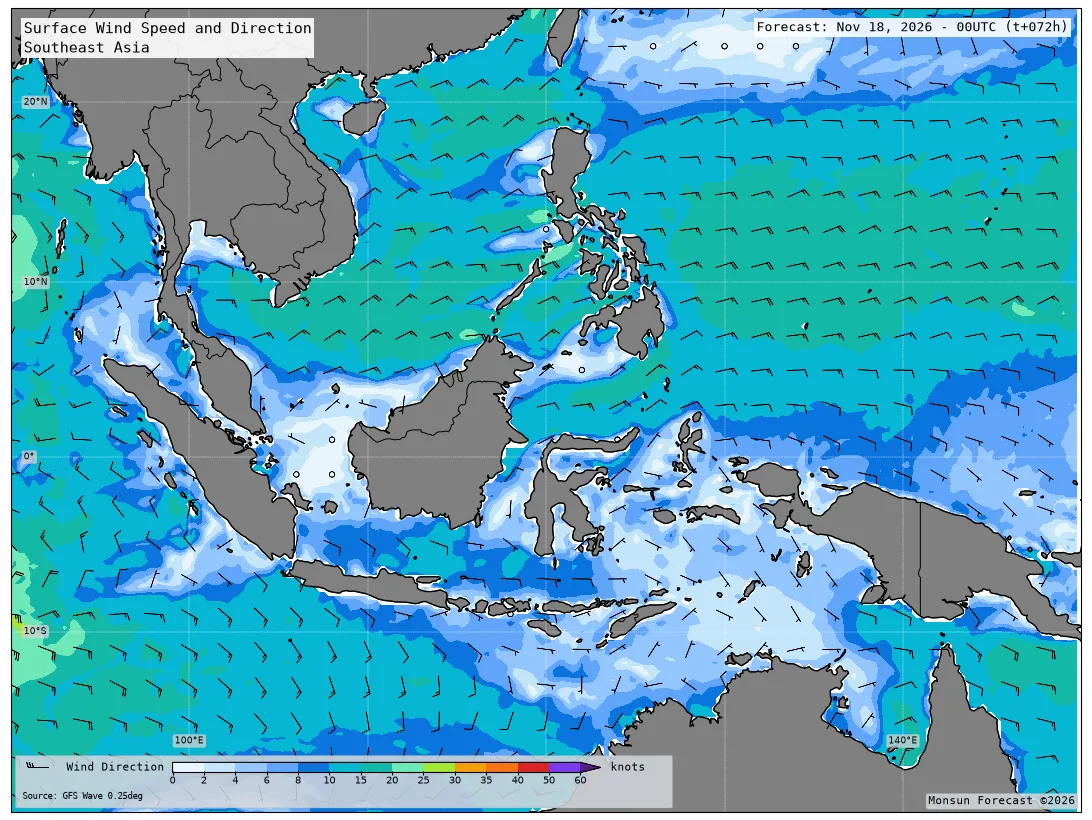 Surface Wind Speed and Direction
Southeast Asia
Forecast: Nov 18, 2026 - 00UTC (t+072h)
20°N
10°N
0°
10°S
100°E
140°E
Wind Direction
0 2 4 6 8 10 15 20 25 30 35 40 50 60
knots
Source: GFS Wave 0.25deg
Monsun Forecast ©2026